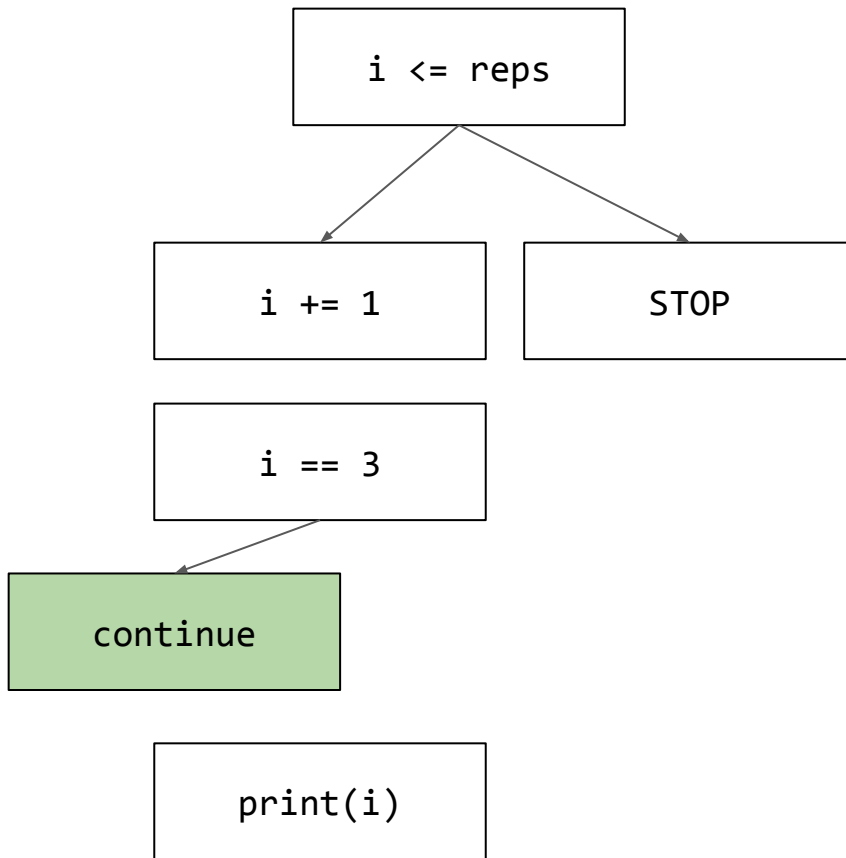 i <= reps
i += 1
STOP
i == 3
continue
print(i)